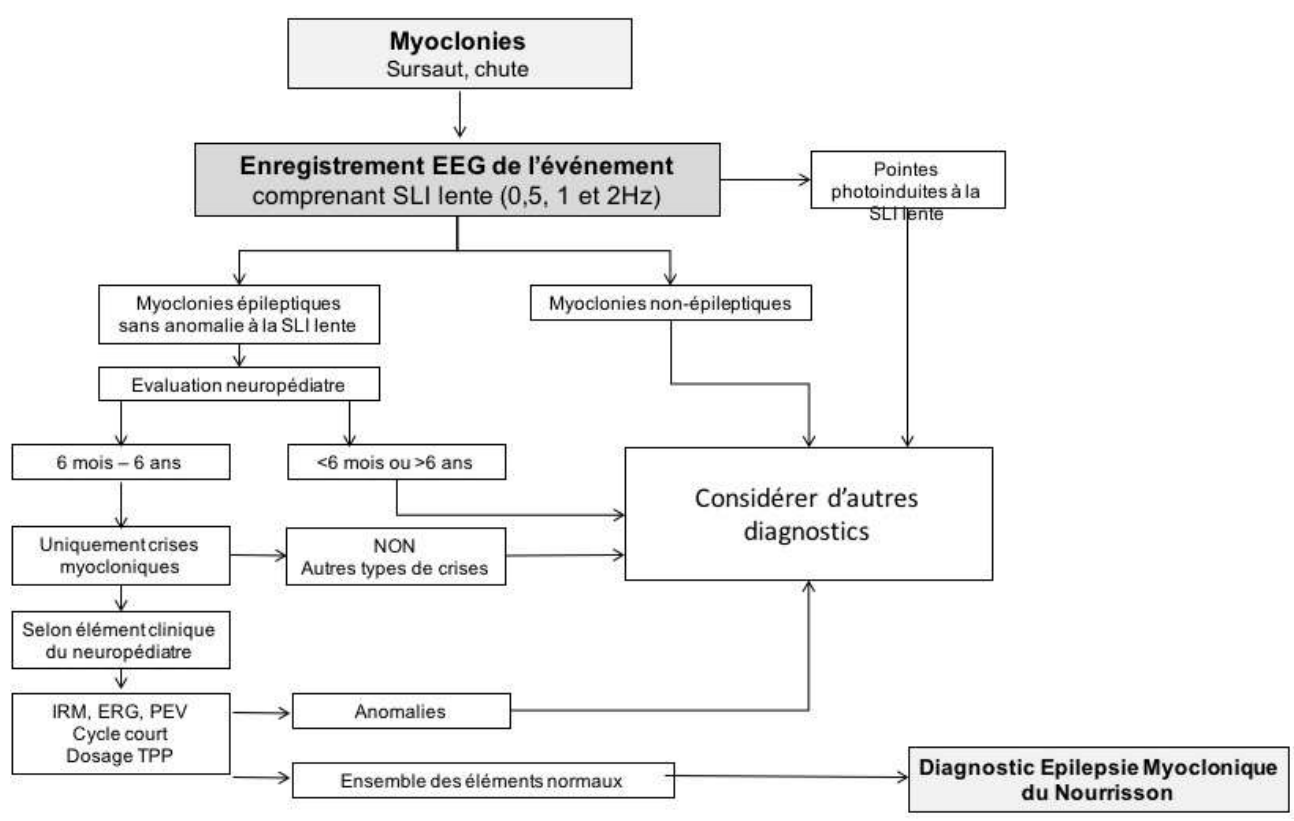 Myoclonies
Sursaut, chute
Enregistrement EEG de l'événement
comprenant SLI lente (0,5, 1 et 2Hz)
Pointes
photoinduites à la
SLI lente
Myoclonies épileptiques
sans anomalie à la SLI lente
Myoclonies non-épileptiques
Evaluation neuropédiatre
6 mois – 6 ans
<6 mois ou >6 ans
Considérer d'autres
diagnostics
Uniquement crises
myocloniques
NON
Autres types de crises
Selon élément clinique
du neuropédiatre
IRM, ERG, PEV
Cycle court
Dosage TPP
Anomalies
Ensemble des éléments normaux
Diagnostic Epilepsie Myoclonique
du Nourrisson